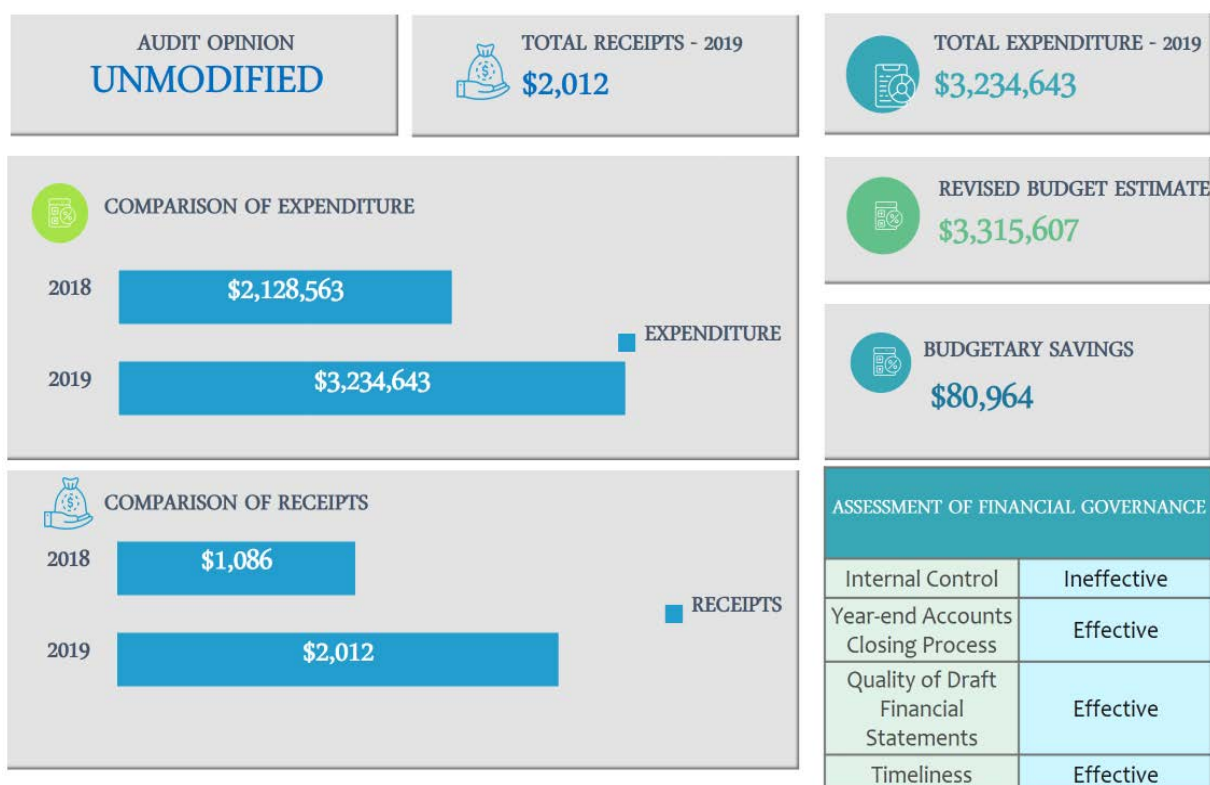 AUDIT OPINION
UNMODIFIED
TOTAL RECEIPTS - 2019
$2,012
TOTAL EXPENDITURE - 2019
$3,234,643
COMPARISON OF EXPENDITURE
2018
$2,128,563
EXPENDITURE
2019
$3,234,643
REVISED BUDGET ESTIMATE
$3,315,607
BUDGETARY SAVINGS
$80,964
COMPARISON OF RECEIPTS
2018
$1,086
RECEIPTS
2019
$2,012
ASSESSMENT OF FINANCIAL GOVERNANCE
Internal Control
Ineffective
Year-end Accounts
Closing Process
Effective
Quality of Draft
Financial
Statements
Effective
Timeliness
Effective